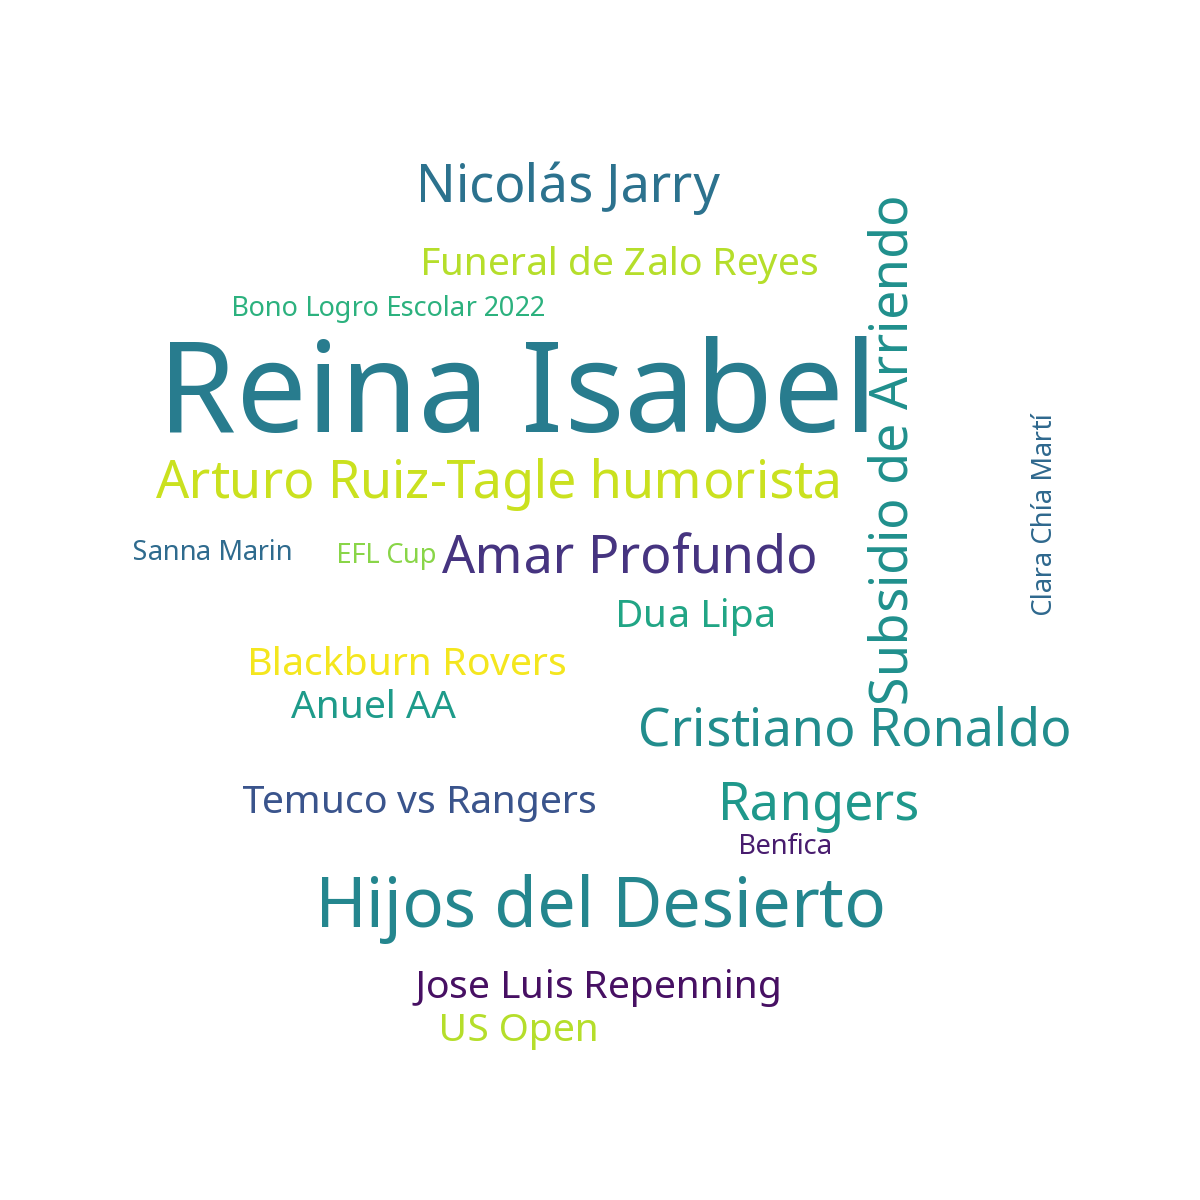 Nicolás Jarry
Funeral de Zalo Reyes
Bono Logro Escolar 2022
Reina Isabel
Subsidio de Arriendo
Clara Chía Martí
Arturo Ruiz-Tagle humorista
Sanna Marin
EFL Cup
Amar Profundo
Dua Lipa
Blackburn Rovers
Anuel AA
Cristiano Ronaldo
Temuco vs Rangers
Rangers
Benfica
Hijos del Desierto
Jose Luis Repenning
US Open